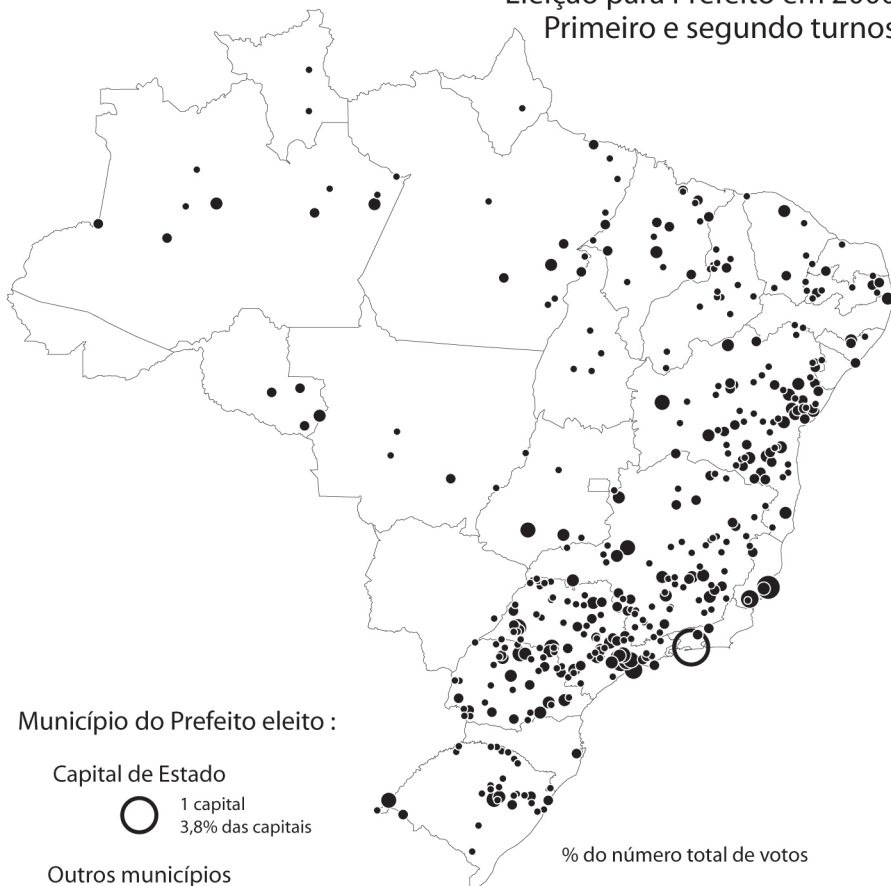 Eleição para Prefeito em
Primeiro e segundo turnos
Município do Prefeito eleito :
Capital de Estado
1 capital
3,8% das capitais
% do número total de votos
Outros municípios